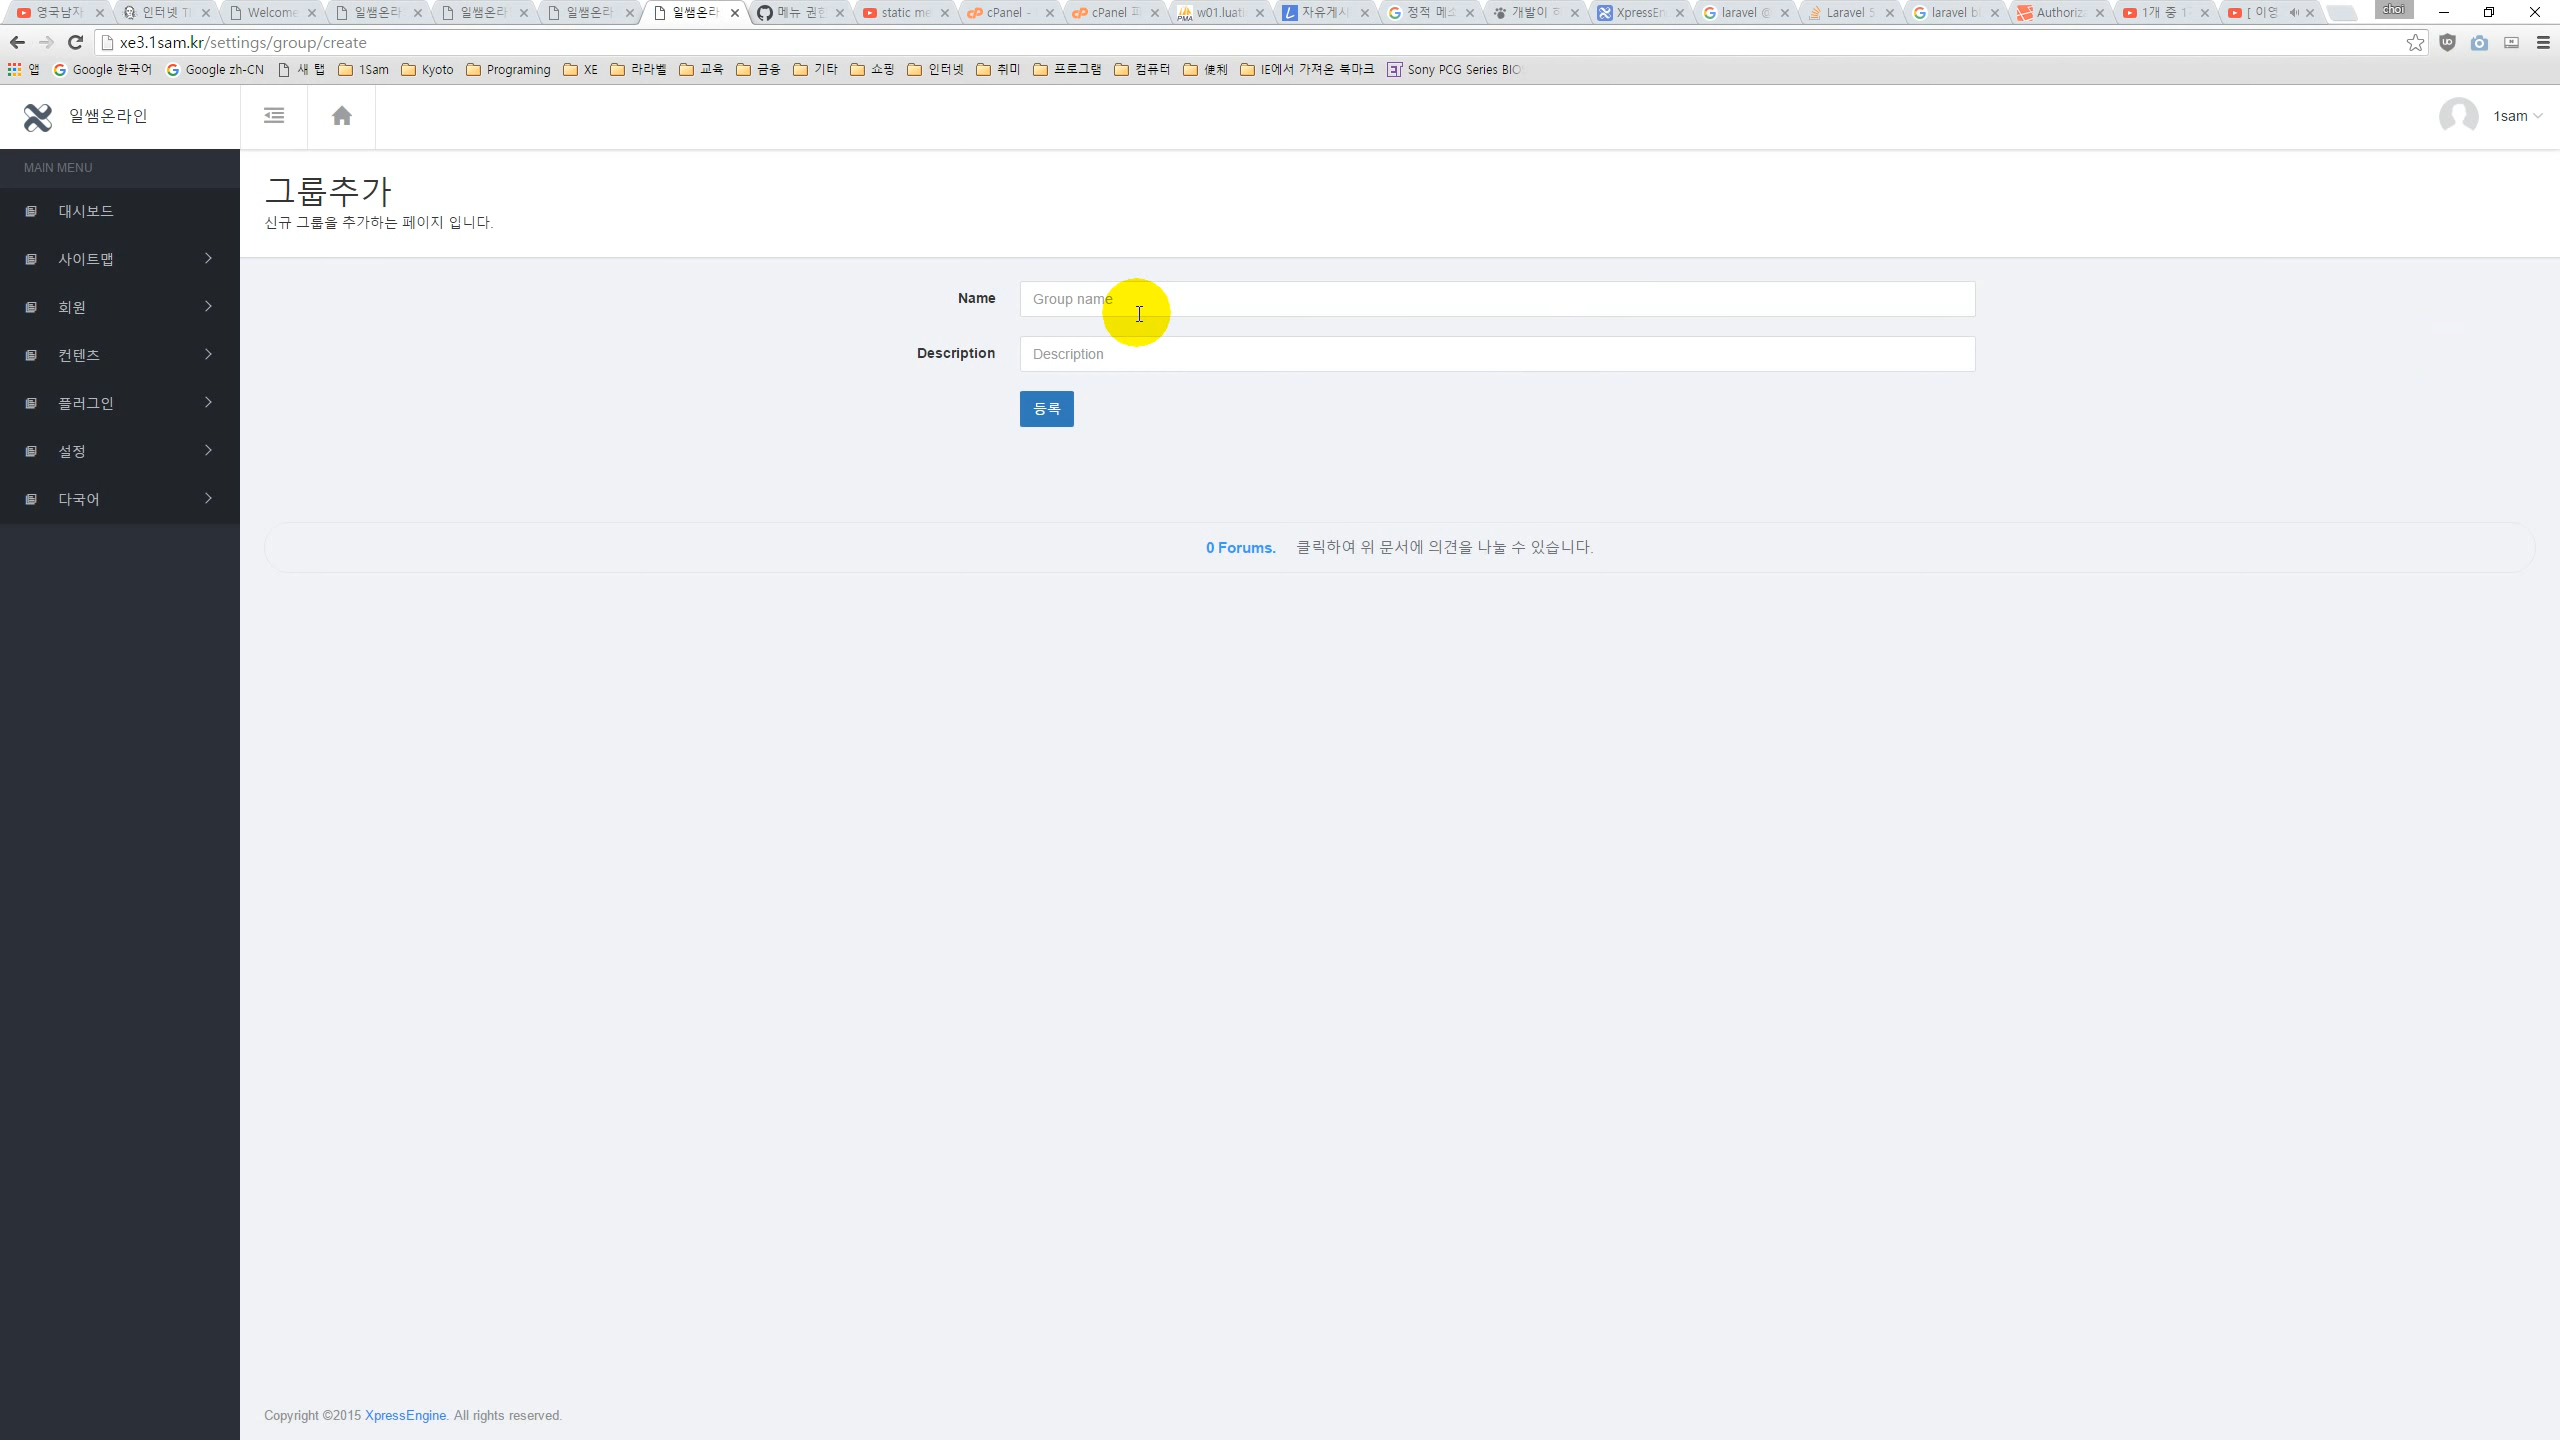 영국남자
인터넷 T
Welcome
일쌤온라
일쌤온라
일쌤온라
일쌤온라
메뉴 권한
static me
cPanel -
cPanel 파
w01.luati
자유게시
정적 메소
개발이
XpressEn
laravel @
Laravel 5
laravel bl
Authoriza
1개 중 1
[ 이영
choi
xe3.1sam.kr/settings/group/create
앱 Google 한국어 Google zh-CN 새 탭 1Sam Kyoto Programing XE 라라벨 교육 금융 기타 쇼핑 인터넷 취미 프로그램 컴퓨터 便利 IE에서 가져온 북마크 Sony PCG Series BIO
일쌤온라인
1sam
MAIN MENU
대시보드
사이트맵
회원
컨텐츠
플러그인
설정
다국어
그룹추가
신규 그룹을 추가하는 페이지 입니다.
Name Group name
Description Description
등록
0 Forums. 클릭하여 위 문서에 의견을 나눌 수 있습니다.
Copyright ©2015 XpressEngine. All rights reserved.